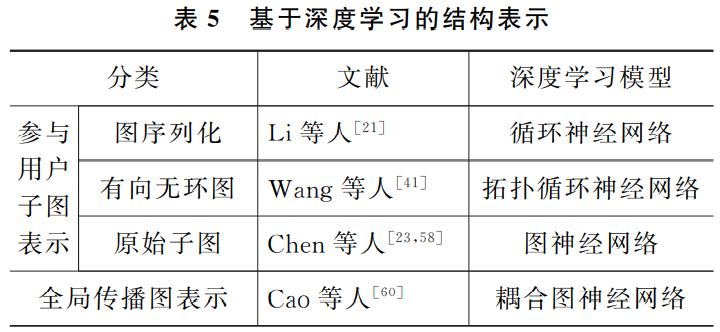 表 5 基于深度学习的结构表示
分类 文献 深度学习模型
参与用户子图表示
图序列化 Li 等人[21] 循环神经网络
有向无环图 Wang 等人[41] 拓扑循环神经网络
原始子图 Chen 等人[23,58] 图神经网络
全局传播图表示 Cao 等人[60] 耦合图神经网络